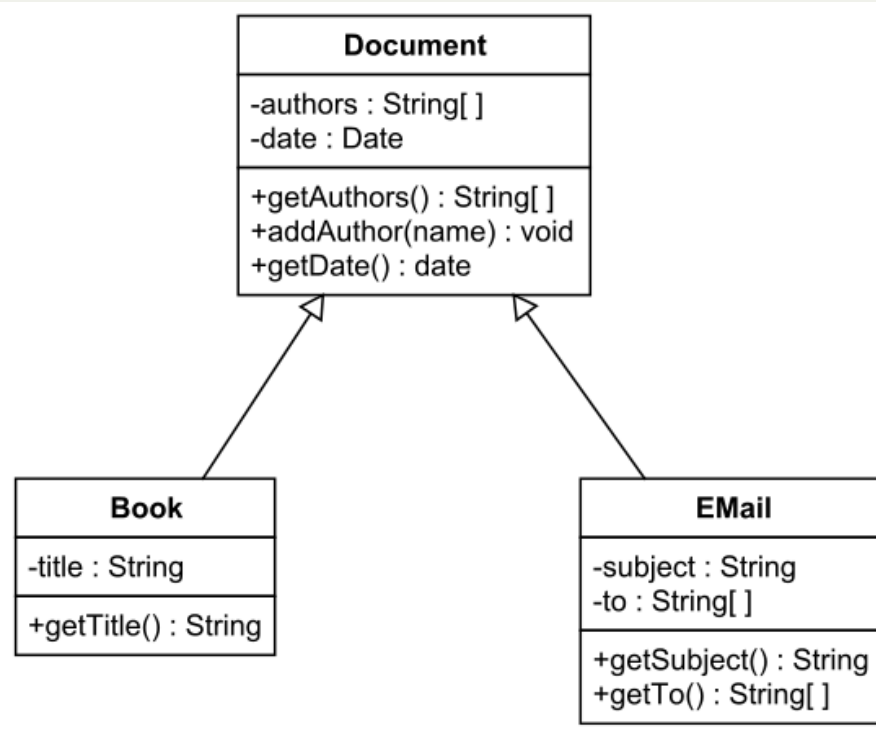 Document
-authors : String[ ]
-date : Date
+getAuthors() : String[ ]
+addAuthor(name) : void
+getDate() : date
Book
-title : String
+getTitle() : String
EMail
-subject : String
-to : String[ ]
+getSubject() : String
+getTo() : String[ ]